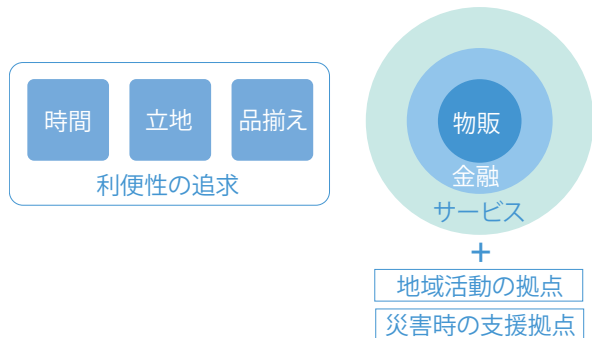 時間
立地
品揃え
利便性の追求
物販
金融
サービス
+
地域活動の拠点
災害時の支援拠点